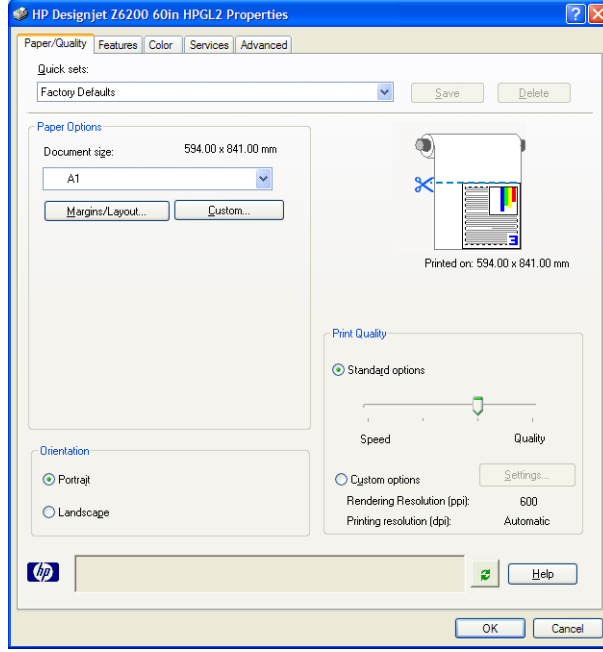 HP Designjet Z6200 60in HPGL2 Properties
Paper/Quality Features Color Services Advanced
Quick sets:
Factory Defaults
Save
Delete
Paper Options
Document size:
594.00 x 841.00 mm
A1
Margins/Layout...
Custom...
Printed on: 594.00 x 841.00 mm
Print Quality
Standard options
Speed
Quality
Custom options
Settings...
Rendering Resolution (ppi): 600
Printing resolution (dpi): Automatic
Orientation
Portrait
Landscape
hp
Help
OK
Cancel